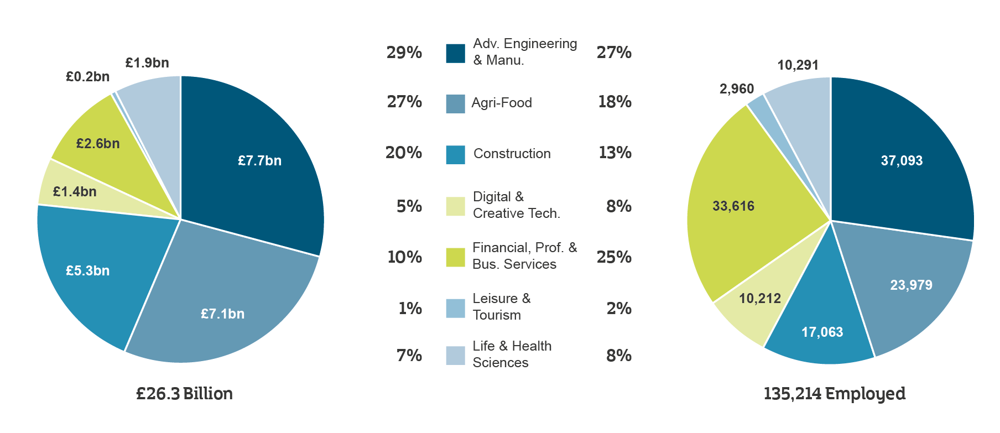 £1.9bn
£0.2bn
£2.6bn
£7.7bn
£1.4bn
£5.3bn
£7.1bn
£26.3 Billion
29%
Adv. Engineering
& Manu.
27%
27%
Agri-Food
18%
20%
Construction
13%
5%
Digital &
Creative Tech.
8%
10%
Financial, Prof. &
Bus. Services
25%
1%
Leisure &
Tourism
2%
7%
Life & Health
Sciences
8%
10,291
2,960
37,093
33,616
23,979
10,212
17,063
135,214 Employed